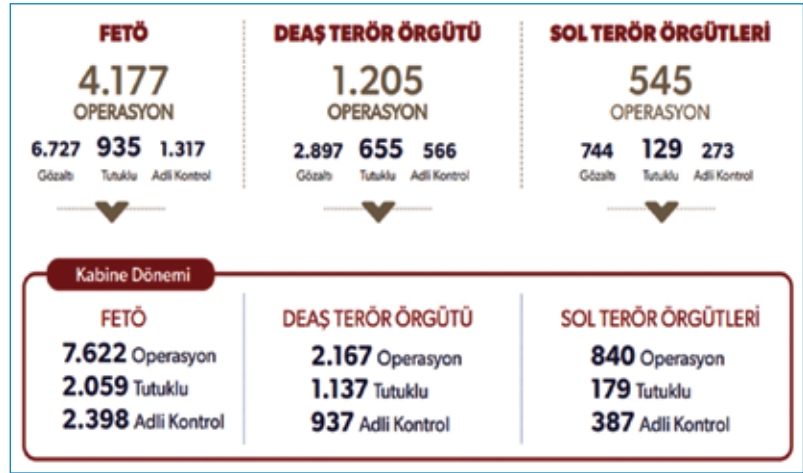 FETÖ
4.177
OPERASYON
6.727 935 1.317
Gözaltı Tutuklu Adli Kontrol
DEAŞ TERÖR ÖRGÜTÜ
1.205
OPERASYON
2.897 655 566
Gözaltı Tutuklu Adli Kontrol
SOL TERÖR ÖRGÜTLERİ
545
OPERASYON
744 129 273
Gözaltı Tutuklu Adli Kontrol
Kabine Dönemi
FETÖ
7.622 Operasyon
2.059 Tutuklu
2.398 Adli Kontrol
DEAŞ TERÖR ÖRGÜTÜ
2.167 Operasyon
1.137 Tutuklu
937 Adli Kontrol
SOL TERÖR ÖRGÜTLERİ
840 Operasyon
179 Tutuklu
387 Adli Kontrol